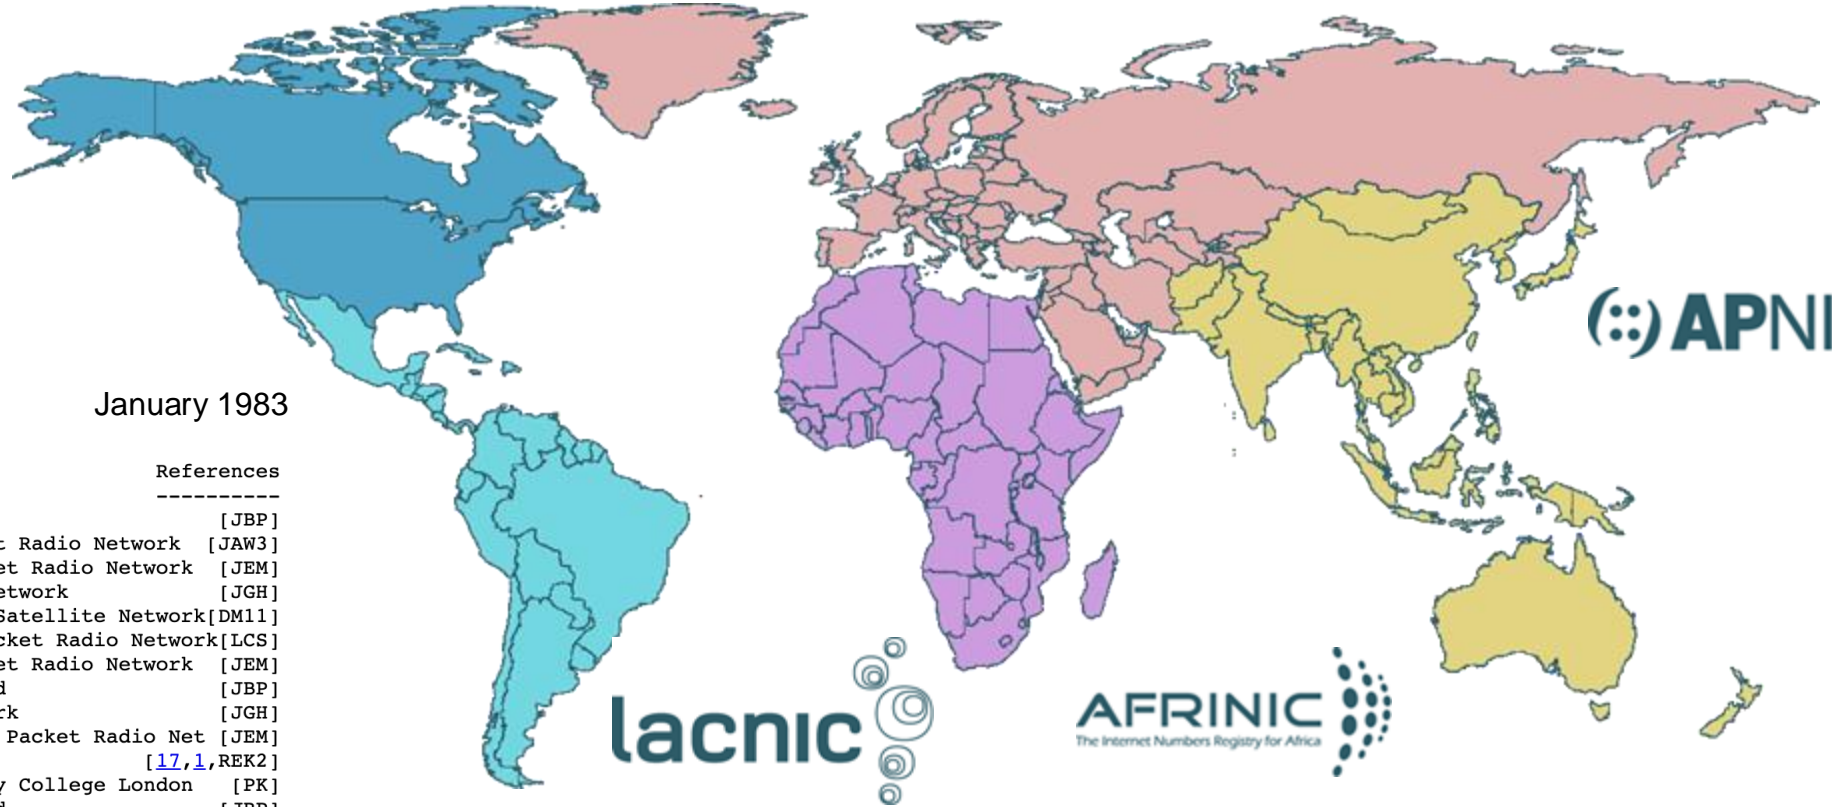 January 1983
References
----------
[JBP]
t Radio Network [JAW3]
et Radio Network [JEM]
etwork [JGH]
Satellite Network[DM11]
cket Radio Network[LCS]
et Radio Network [JEM]
d [JBP]
rk [JGH]
Packet Radio Net [JEM]
[17,1,REK2]
y College London [PK]
[JBP]
APNI
lacnic
AFRINIC
The Internet Numbers Registry for Africa